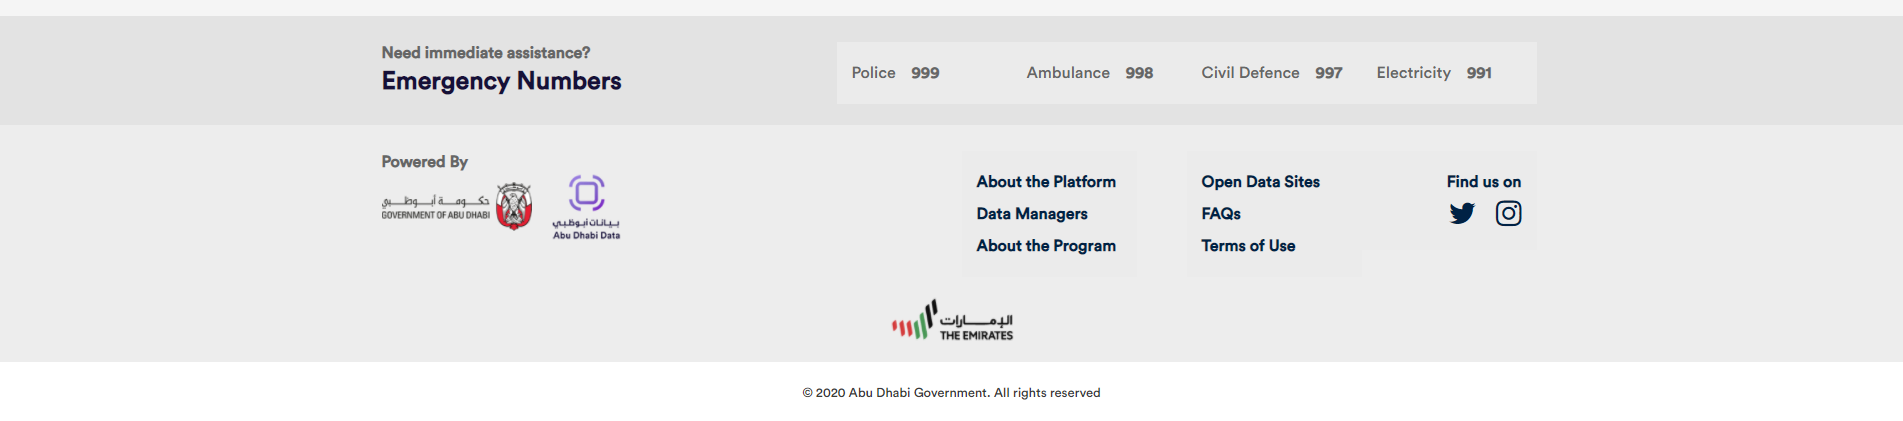 Need immediate assistance?
Emergency Numbers
Police 999
Ambulance 998
Civil Defence 997
Electricity 991
Powered By
حكومة أبوظبي
GOVERNMENT OF ABU DHABI
بيانات أبوظبي
Abu Dhabi Data
About the Platform
Data Managers
About the Program
Open Data Sites
FAQs
Terms of Use
Find us on
الإمارات
THE EMIRATES
© 2020 Abu Dhabi Government. All rights reserved